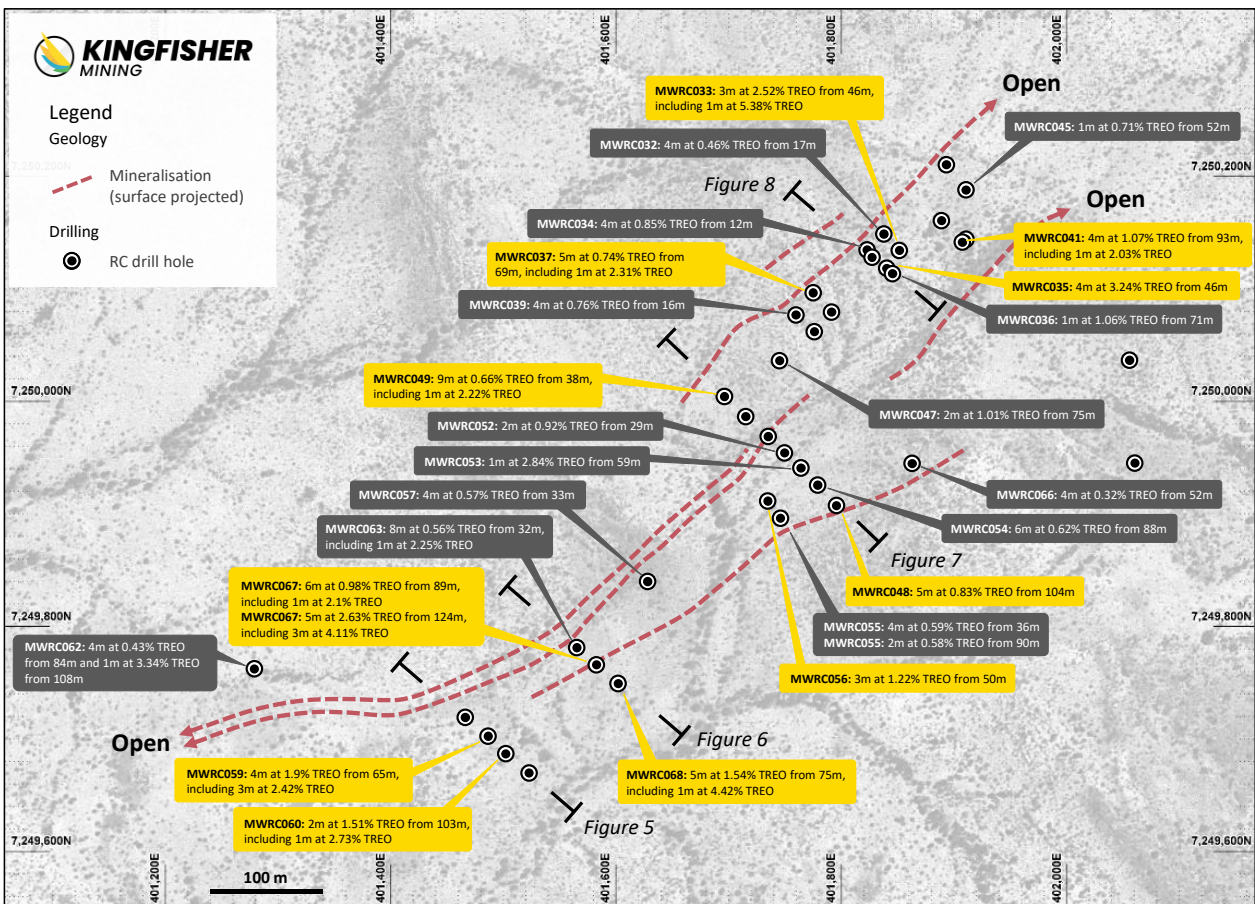 KINGFISHER
MINING
Legend
Geology
Mineralisation
(surface projected)
Drilling
RC drill hole
401,400E
401,600E
401,800E
402,000E
7,250,200N
7,250,000N
7,249,800N
7,249,600N
MWRC033: 3m at 2.52% TREO from 46m,
including 1m at 5.38% TREO
Open
MWRC045: 1m at 0.71% TREO from 52m
MWRC032: 4m at 0.46% TREO from 17m
Figure 8
Open
MWRC034: 4m at 0.85% TREO from 12m
MWRC041: 4m at 1.07% TREO from 93m,
including 1m at 2.03% TREO
MWRC037: 5m at 0.74% TREO from
69m, including 1m at 2.31% TREO
MWRC035: 4m at 3.24% TREO from 46m
MWRC039: 4m at 0.76% TREO from 16m
MWRC036: 1m at 1.06% TREO from 71m
MWRC049: 9m at 0.66% TREO from 38m,
including 1m at 2.22% TREO
MWRC047: 2m at 1.01% TREO from 75m
MWRC052: 2m at 0.92% TREO from 29m
MWRC053: 1m 2.84% TREO from 59m
MWRC057: 4m at 0.57% TREO from 33m
MWRC066: 4m at 0.32% TREO from 52m
MWRC063: 8m at 0.56% TREO from 32m,
including 1m at 2.25% TREO
MWRC054: 6m at 0.62% TREO from 88m
Figure 7
MWRC067: 6m at 0.98% TREO from 89m,
including 1m at 2.1% TREO
MWRC067: 5m at 2.63% TREO from 124m,
including 3m at 4.11% TREO
MWRC048: 5m at 0.83% TREO from 104m
MWRC055: 4m at 0.59% TREO from 36m
MWRC055: 2m at 0.58% TREO from 90m
MWRC062: 4m at 0.43% TREO
from 84m and 1m at 3.34% TREO
from 108m
MWRC056: 3m at 1.22% TREO from 50m
Open
Figure 6
MWRC059: 4m at 1.9% TREO from 65m,
including 3m at 2.42% TREO
MWRC068: 5m at 1.54% TREO from 75m,
including 1m at 4.42% TREO
MWRC060: 2m at 1.51% TREO from 103m,
including 1m at 2.73% TREO
Figure 5
100 m
401,200E
401,400E
401,600E
401,800E
402,000E